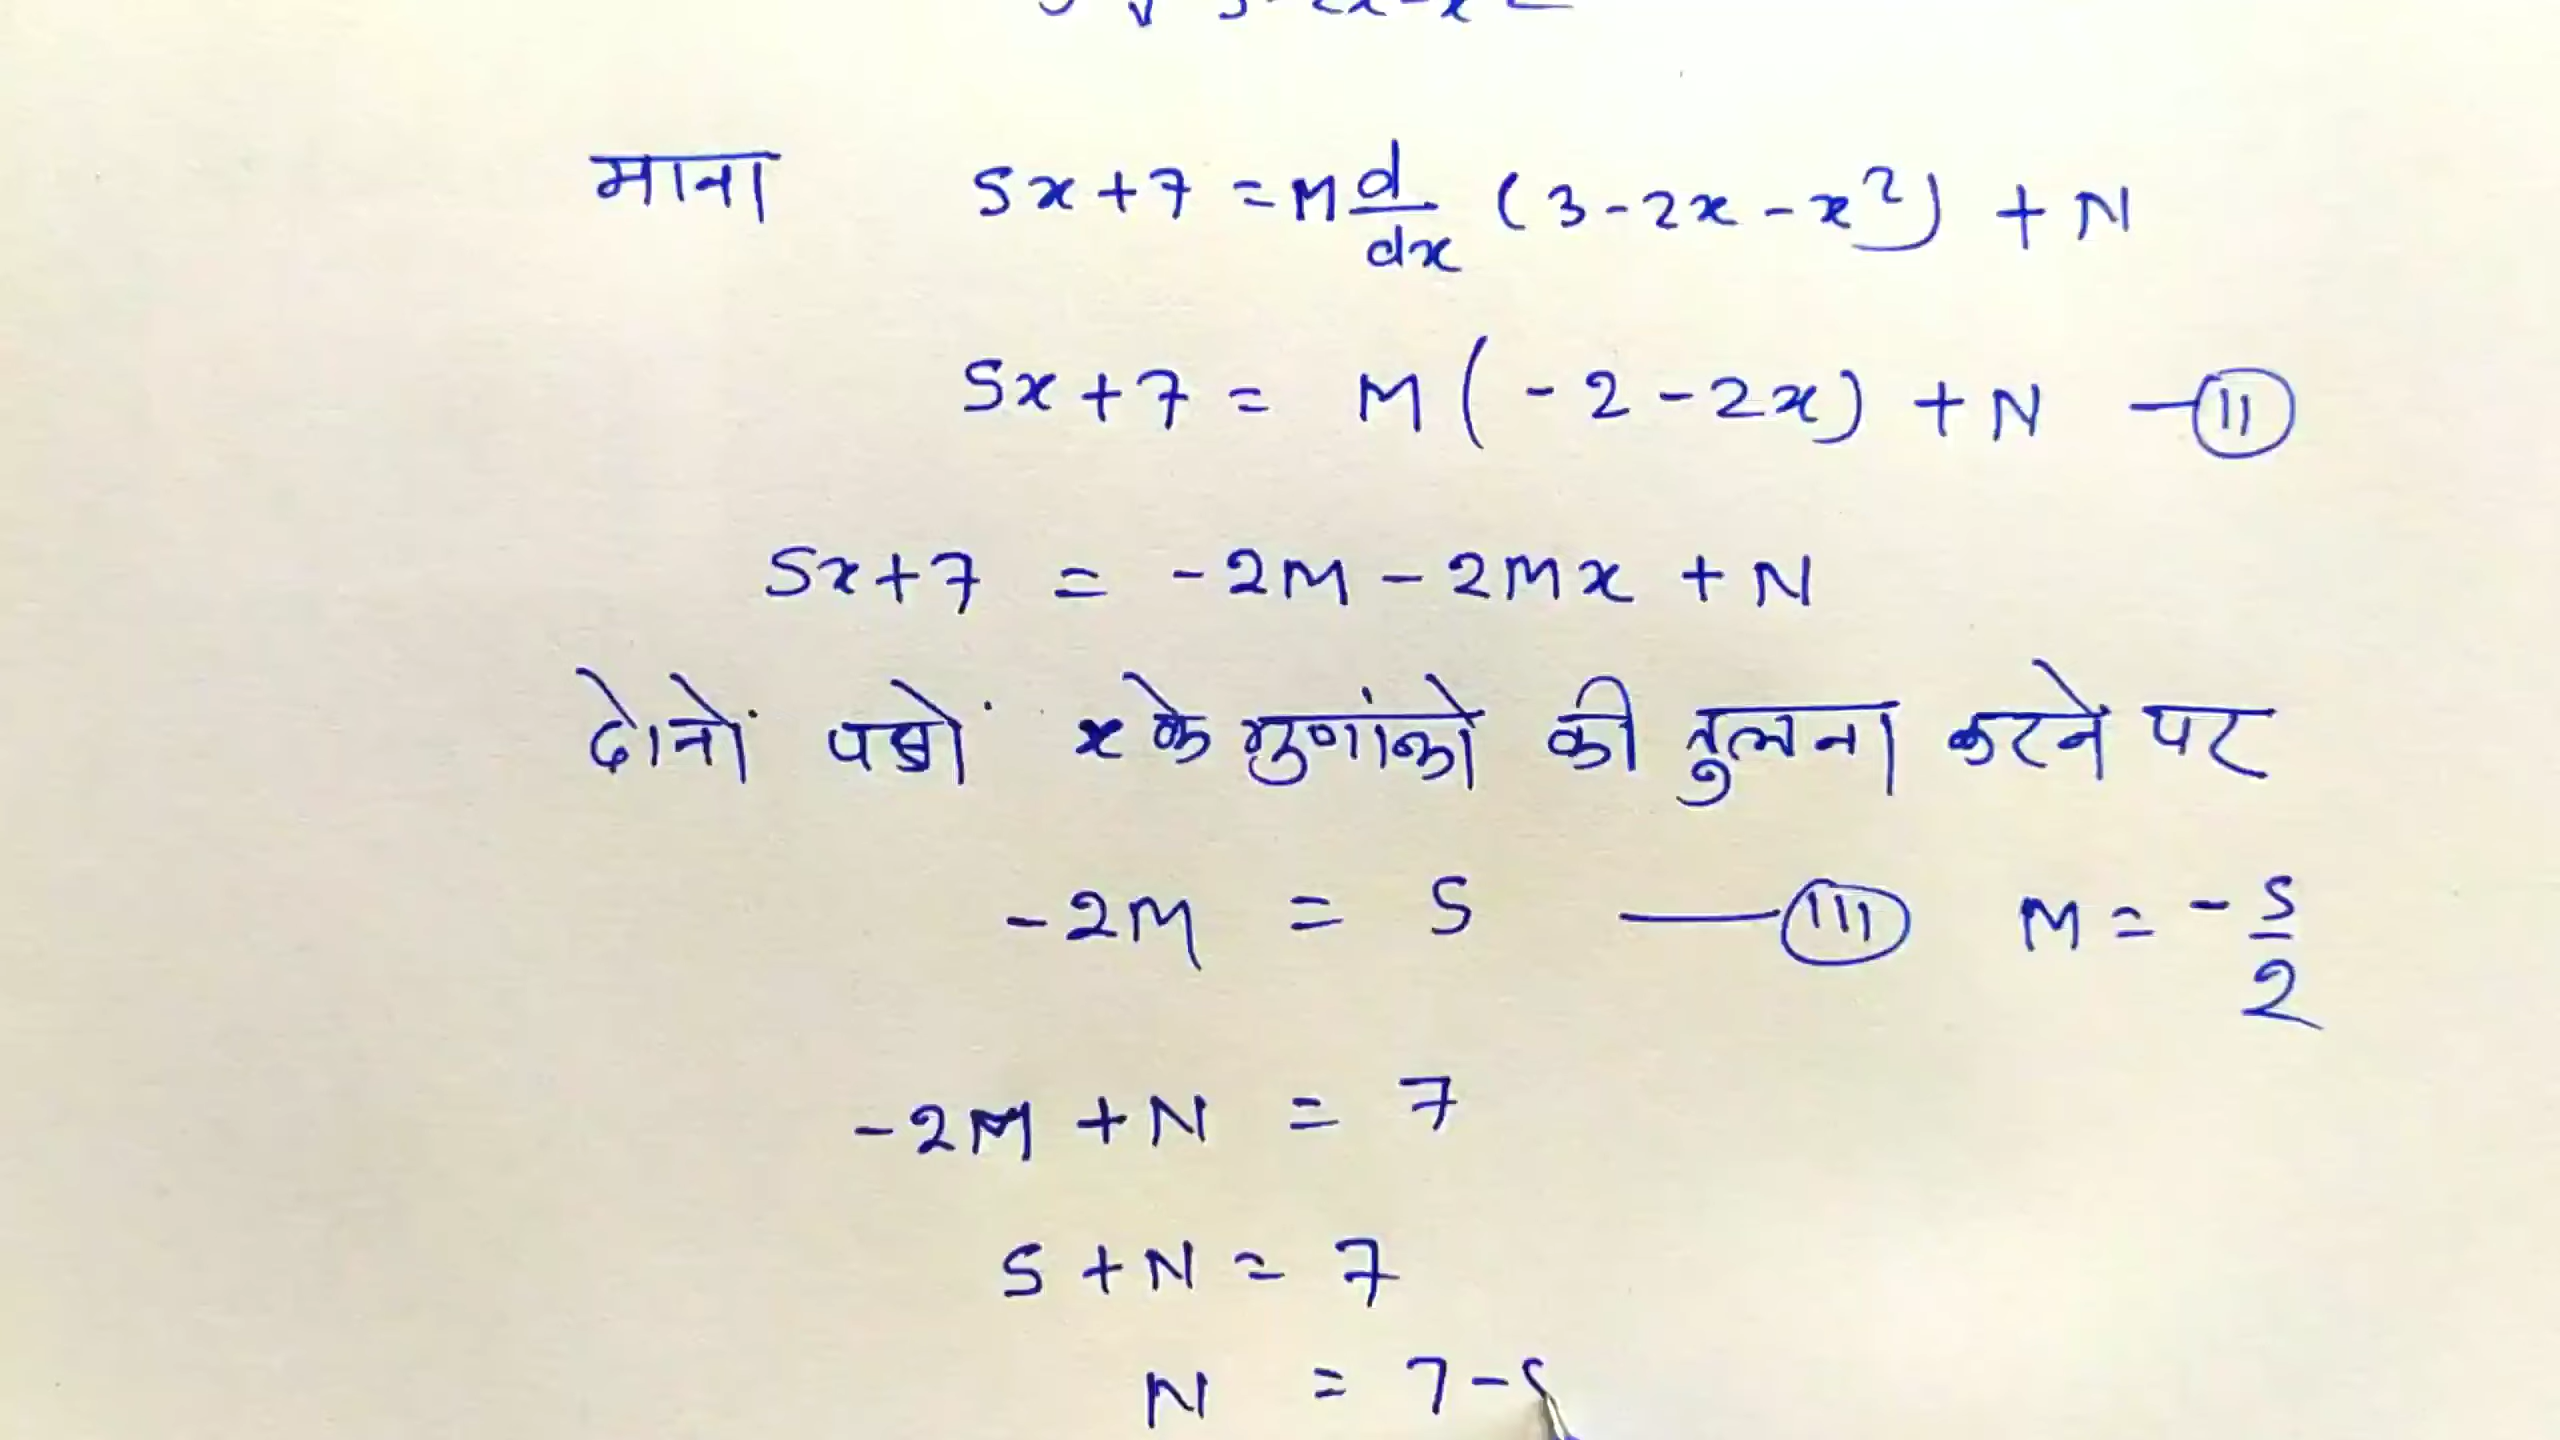 माना 5x+7 = M d/dx (3-2x-x²) + N
5x+7 = M(-2-2x) + N —(II)
5x+7 = -2M - 2Mx + N
दोनों पक्षों x के गुणांको की तुलना करने पर
-2M = 5 —(III) M = -5/2
-2M + N = 7
5 + N = 7
N = 7-5